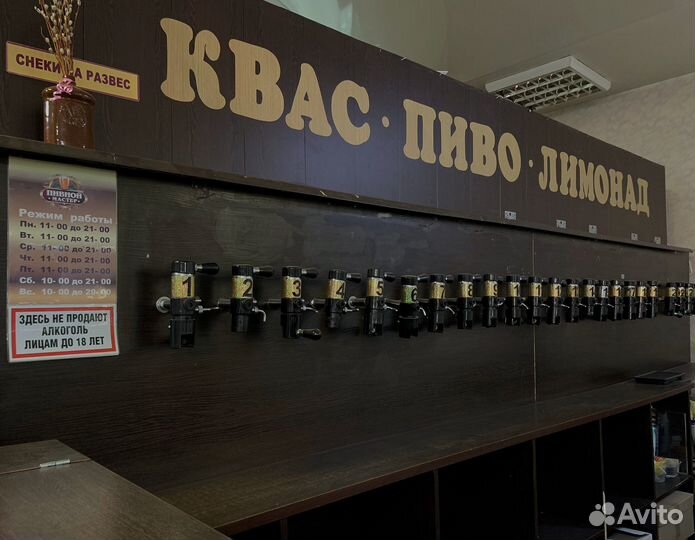 СНЕКИ НА РАЗВЕС
КВАС · ПИВО · ЛИМОНАД
ПИВНОЙ
МАСТЕР
Режим работы
Пн. 11-00 до 21-00
Вт. 11-00 до 21-00
Ср. 11-00 до 21-00
Чт. 11-00 до 21-00
Пт. 11-00 до 21-00
Сб. 10-00 до 21-00
Вс. 10-00 до 20-00
ЗДЕСЬ НЕ ПРОДАЮТ
АЛКОГОЛЬ
ЛИЦАМ ДО 18 ЛЕТ
1 2 3 4 5 6 7 8 9
Avito